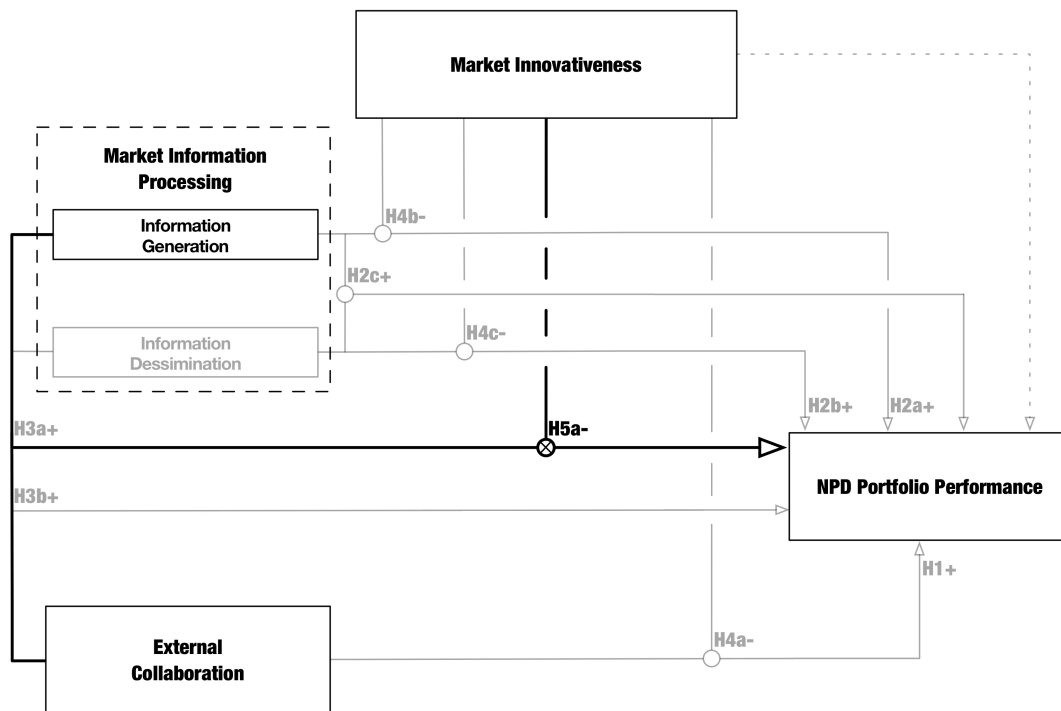 Market Innovativeness
Market Information
Processing
Information
Generation
H4b-
H2c+
Information
Dessimination
H4c-
H2b+
H2a+
H3a+
H5a-
H3b+
NPD Portfolio Performance
H1+
External
Collaboration
H4a-